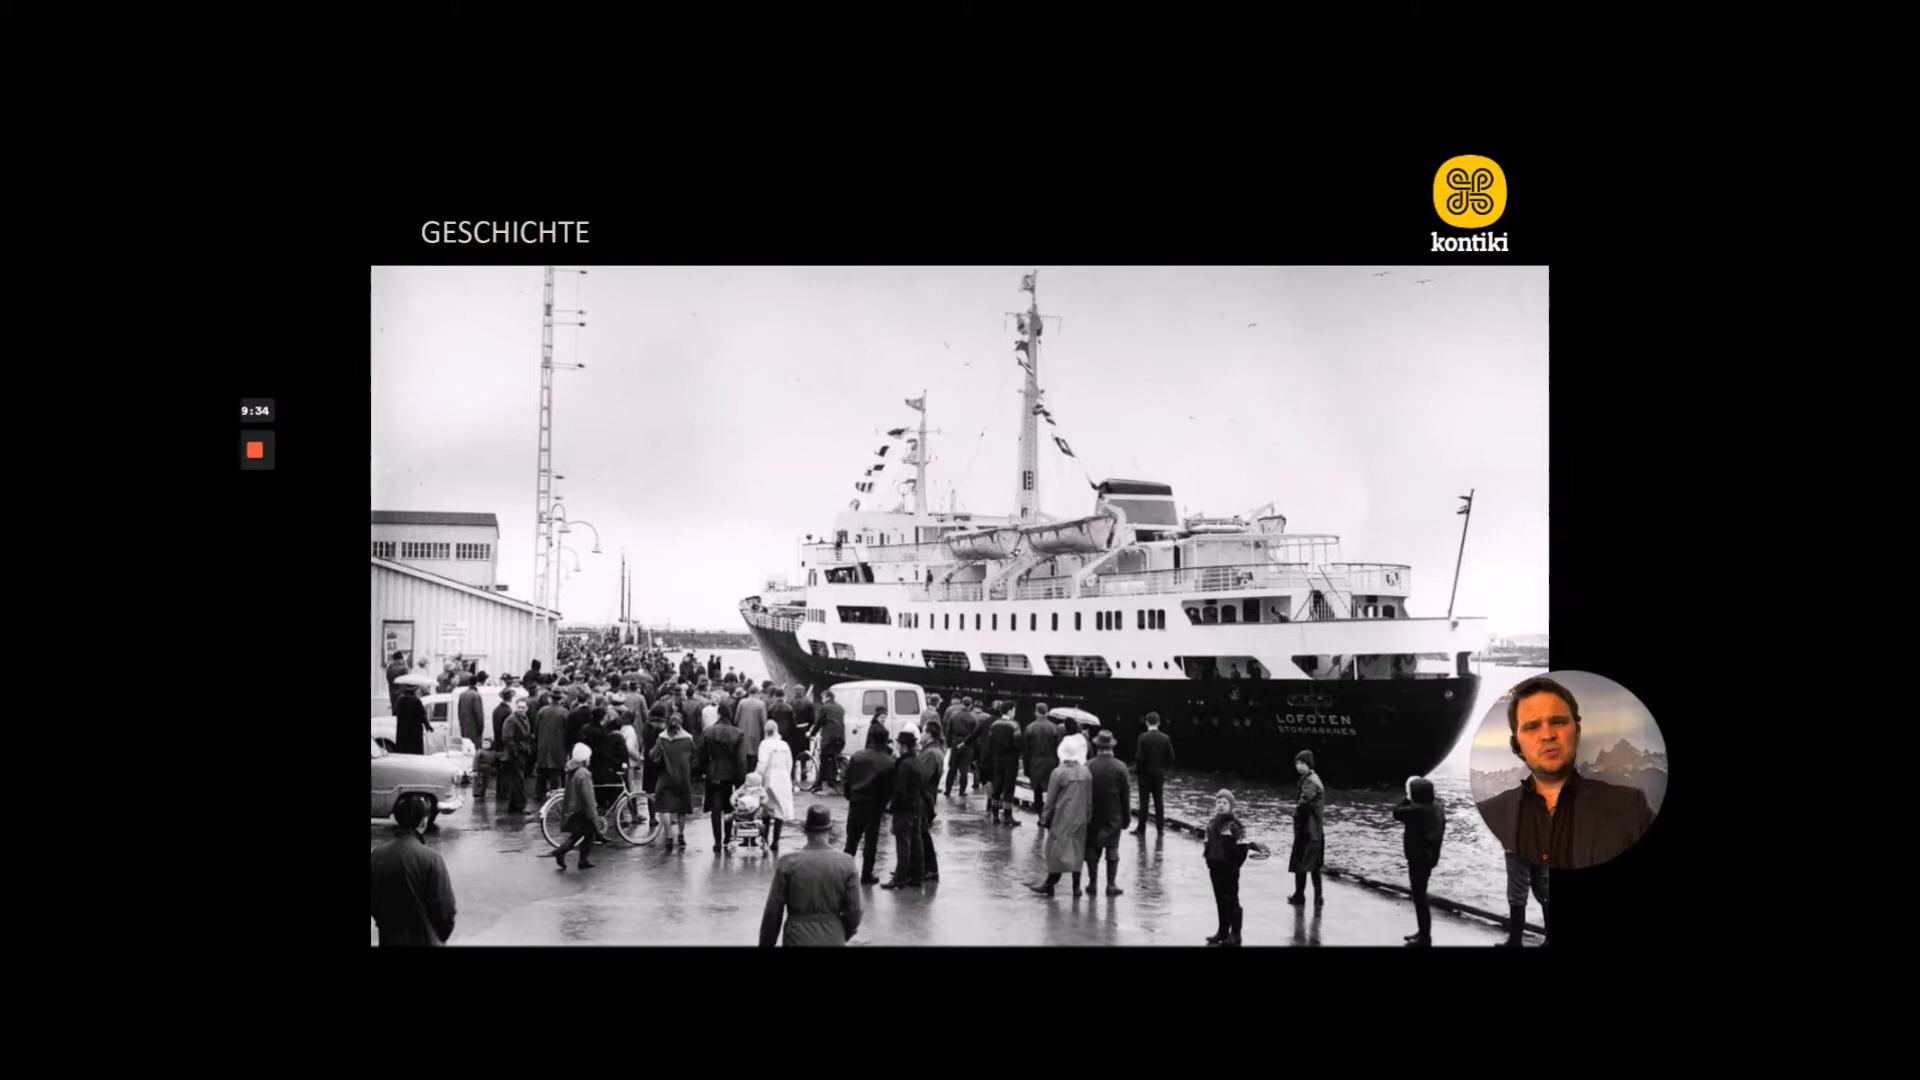 GESCHICHTE
kontiki
9:34
LOFOTEN
STOKMARKNES